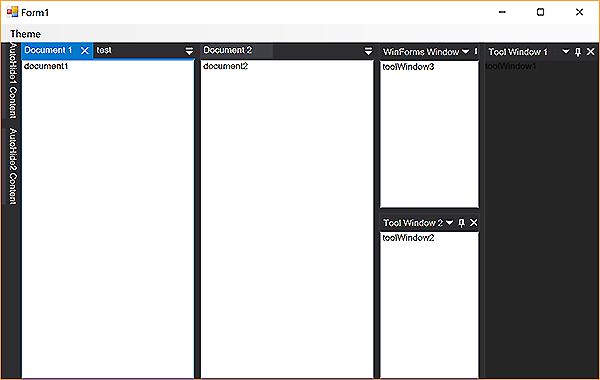 Form1
Theme
Document 1 test
Document 2
WinForms Window
Tool Window 1
document1
document2
toolWindow3
toolWindow1
AutoHide1 Content
AutoHide2 Content
Tool Window 2
toolWindow2